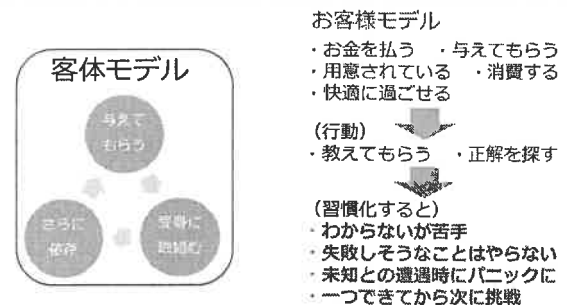 客体モデル
与えて
もらう
さらに
依存
受身に
お客様モデル
・お金を払う ・与えてもらう
・用意されている ・消費する
・快適に過ごせる
(行動)
・教えてもらう ・正解を探す
(習慣化すると)
・わからないが苦手
・失敗しそうなことはやらない
・未知との遭遇時にパニックに
・一つできてから次に挑戦